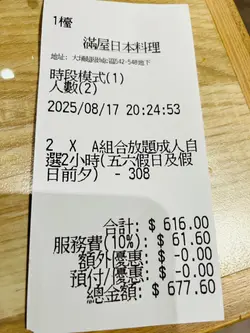 1檯
滿屋日本料理
時段模式(1)
人數(2)
2025/08/17 20:24:53
2 X A組合放題成人自
選2小時(五六假日及假
日前夕) - 308
合計: $ 616.00
服務費(10%): $ 61.60
額外優惠: $ -0.00
預付/優惠: $ -0.00
總金額: $ 677.60